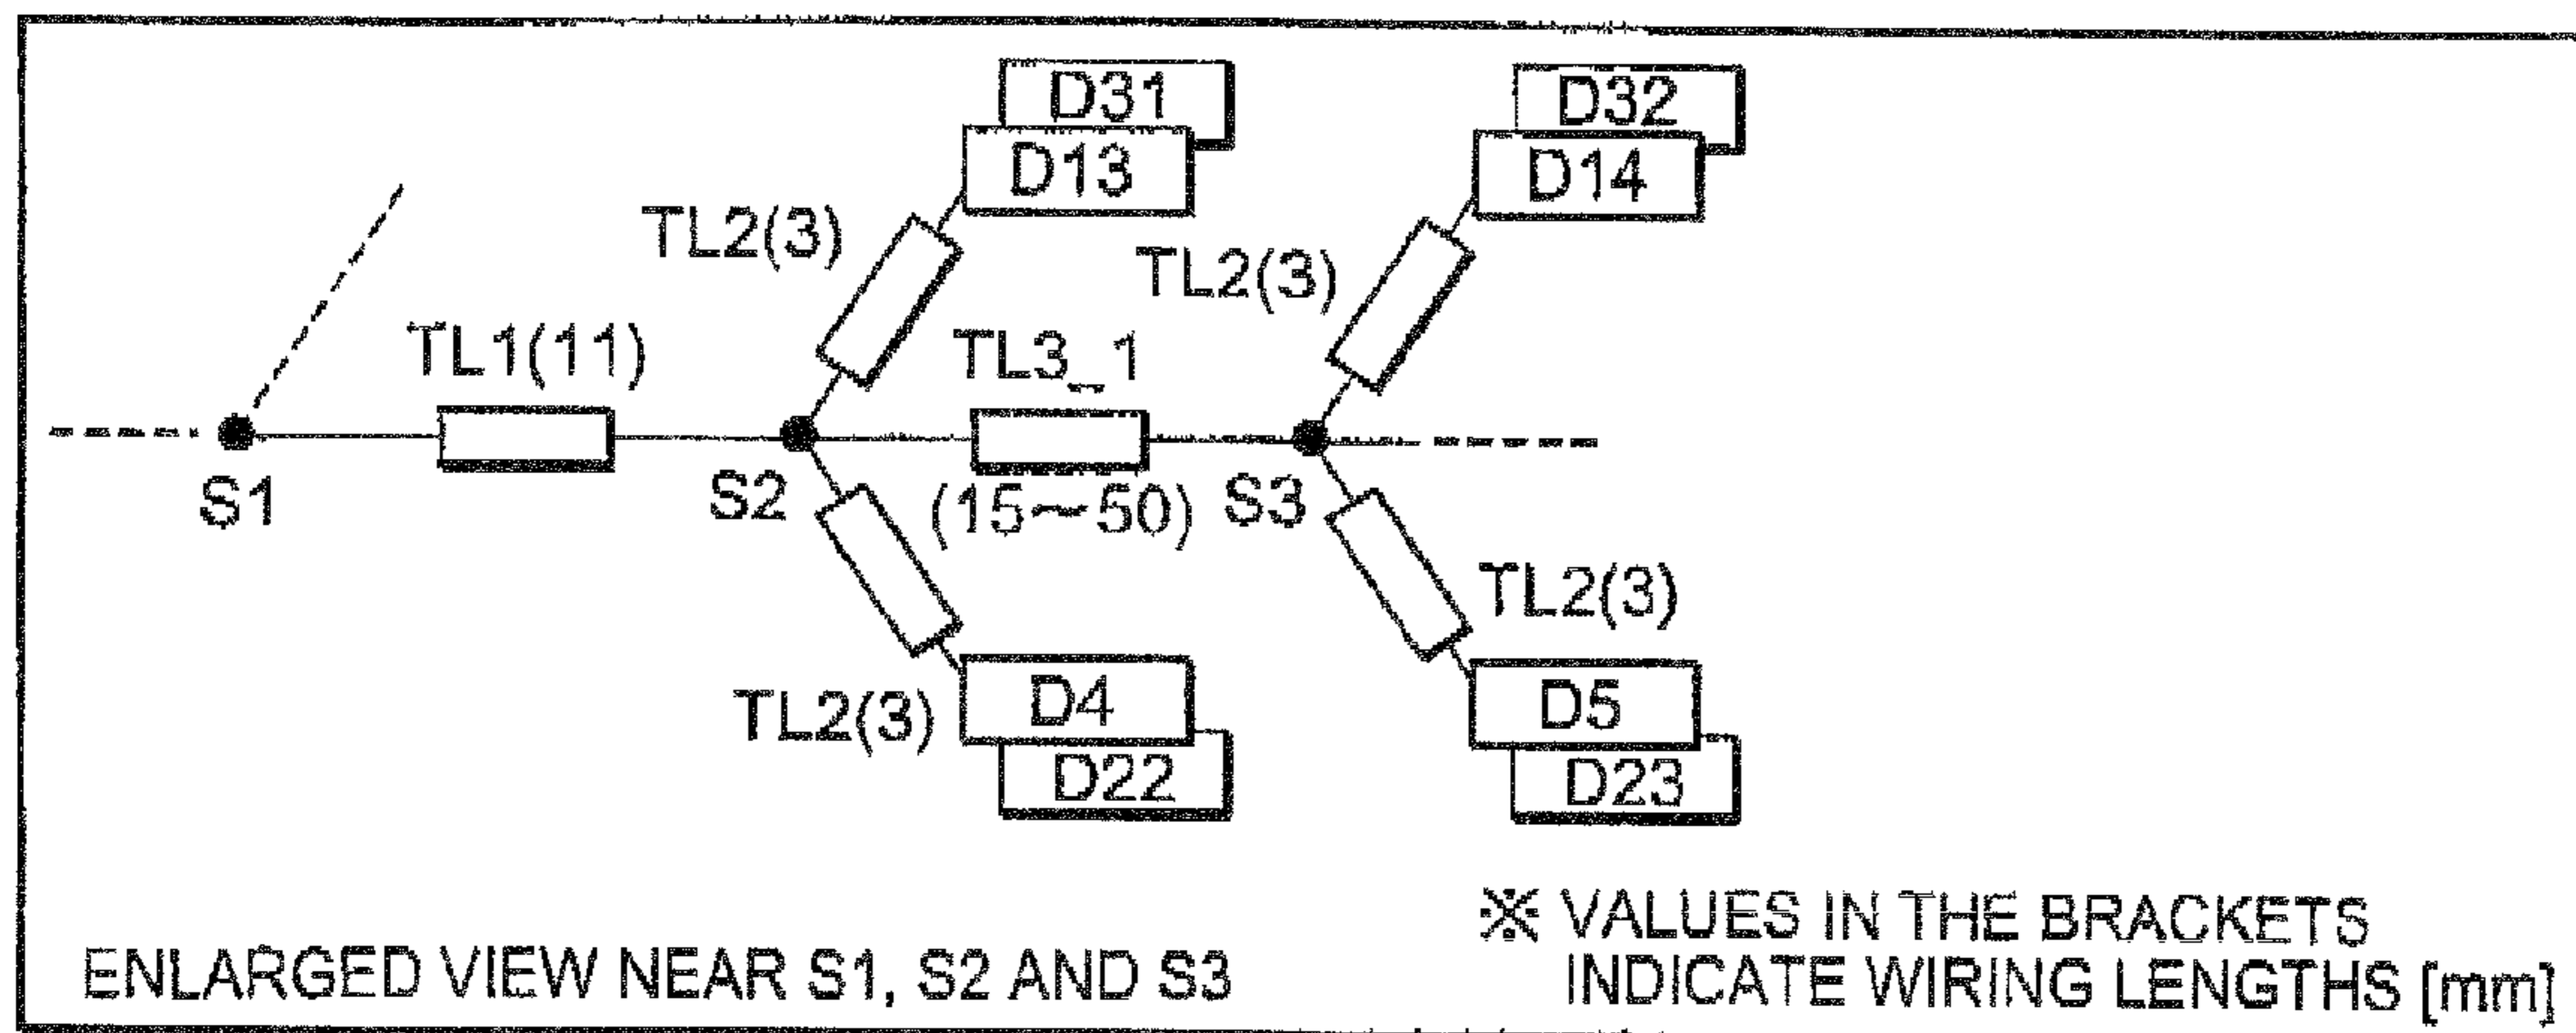 D31
D32
D13
D14
TL2(3)
TL2(3)
TL1(11)
TL3_1
S1
S2
(15~50)
S3
TL2(3)
TL2(3)
D4
D5
D22
D23
※ VALUES IN THE BRACKETS
INDICATE WIRING LENGTHS [mm]
ENLARGED VIEW NEAR S1, S2 AND S3